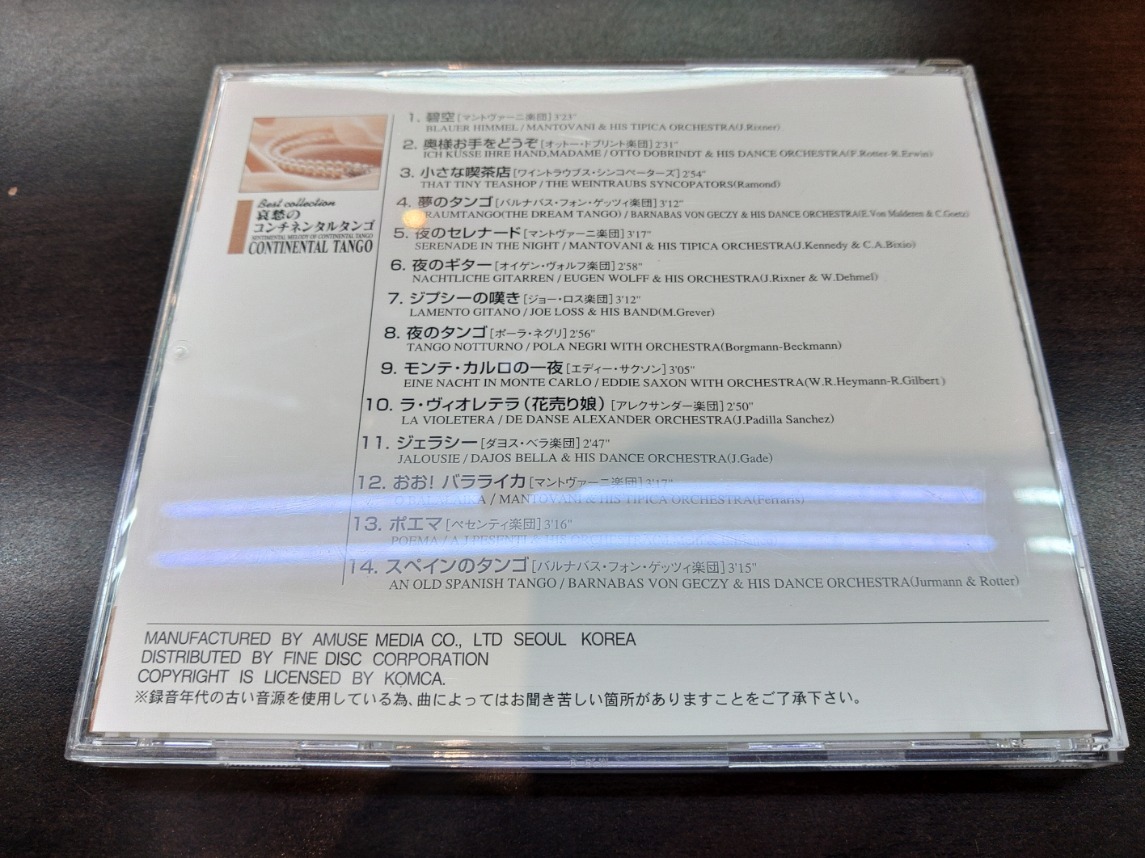 Best collection
哀愁の
コンチネンタルタンゴ
SENTIMENTAL MELODY OF CONTINENTAL TANGO
CONTINENTAL TANGO
1. 碧空[マントヴァーニ楽団]3'23"
BLAUER HIMMEL / MANTOVANI & HIS TIPICA ORCHESTRA(J.Rixner)
2. 奥様お手をどうぞ[オットー・ドブリント楽団]2'31"
ICH KUSSE IHRE HAND,MADAME / OTTO DOBRINDT & HIS DANCE ORCHESTRA(F.Rotter-R.Erwin)
3. 小さな喫茶店[ワイントラウブス・シンコペーターズ]2'54"
THAT TINY TEASHOP / THE WEINTRAUBS SYNCOPATORS(Ramond)
4. 夢のタンゴ[バルナバス・フォン・ゲッツィ楽団]3'12"
RAUMTANGO(THE DREAM TANGO) / BARNABAS VON GECZY & HIS DANCE ORCHESTRA(E.Von Malderen & C.Goetz)
5. 夜のセレナード[マントヴァーニ楽団]3'17"
SERENADE IN THE NIGHT / MANTOVANI & HIS TIPICA ORCHESTRA(J.Kennedy & C.A.Bixio)
6. 夜のギター[オイゲン・ヴォルフ楽団]2'58"
NACHTLICHE GITARREN / EUGEN WOLFF & HIS ORCHESTRA(J.Rixner & W.Dehmel)
7. ジプシーの嘆き[ジョー・ロス楽団]3'12"
LAMENTO GITANO / JOE LOSS & HIS BAND(M.Grever)
8. 夜のタンゴ[ポーラ・ネグリ]2'56"
TANGO NOTTURNO / POLA NEGRI WITH ORCHESTRA(Borgmann-Beckmann)
9. モンテ・カルロの一夜[エディー・サクソン]3'05"
EINE NACHT IN MONTE CARLO / EDDIE SAXON WITH ORCHESTRA(W.R.Heymann-R.Gilbert)
10. ラ・ヴィオレテラ(花売り娘)[アレクサンダー楽団]2'50"
LA VIOLETERA / DE DANSE ALEXANDER ORCHESTRA(J.Padilla Sanchez)
11. ジェラシー[ダヨス・ベラ楽団]2'47"
JALOUSIE / DAJOS BELLA & HIS DANCE ORCHESTRA(J.Gade)
12. おお! バラライカ[マントヴァーニ楽団]3'17"
O BALALAIKA / MANTOVANI & HIS TIPICA ORCHESTRA(Ferraris)
13. ポエマ[ペセンティ楽団]3'16"
POEMA / A.J.PESENTI & HIS
14. スペインのタンゴ[バルナバス・フォン・ゲッツィ楽団]3'15"
AN OLD SPANISH TANGO / BARNABAS VON GECZY & HIS DANCE ORCHESTRA(Jurmann & Rotter)
MANUFACTURED BY AMUSE MEDIA CO., LTD SEOUL KOREA
DISTRIBUTED BY FINE DISC CORPORATION
COPYRIGHT IS LICENSED BY KOMCA.
※録音年代の古い音源を使用している為、曲によってはお聞き苦しい箇所がありますことをご了承下さい。